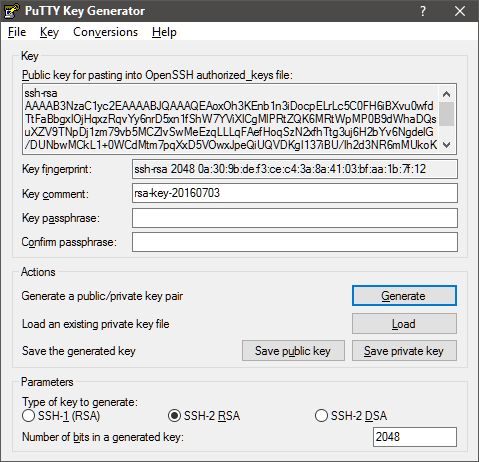 PuTTY Key Generator
File Key Conversions Help
Key
Public key for pasting into OpenSSH authorized_keys file:
ssh-rsa
AAAAB3NzaC1yc2EAAAABJQAAAQEAoxOh3KEnb1n3iDocpELrLc5C0FH6iBXvu0wfd
TtFaBbgxIOjHqxzRqvYy6nrD5xn1fShW7YViXlCgMlPRtZQK6MRtWpMP0B9dWhaDQs
uXZV9TNpDj1zm79vb5MCZlvSwMeEzqLLLqFAefHoqSzN2xfhTtg3uj6H2bYv6NgdelG
/DUNbwMCkL1+0WCdMtm7pqXxD5VOwxJpeQiUQVDKgI137iBU/Ih2d3NR6mMUkoK
Key fingerprint: ssh-rsa 2048 0a:30:9b:de:f3:ce:c4:3a:8a:41:03:bf:aa:1b:7f:12
Key comment: rsa-key-20160703
Key passphrase:
Confirm passphrase:
Actions
Generate a public/private key pair Generate
Load an existing private key file Load
Save the generated key Save public key Save private key
Parameters
Type of key to generate:
SSH-1 (RSA) SSH-2 RSA SSH-2 DSA
Number of bits in a generated key: 2048